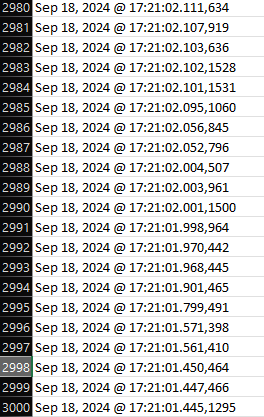 2980 Sep 18, 2024 @ 17:21:02.111,634
2981 Sep 18, 2024 @ 17:21:02.107,919
2982 Sep 18, 2024 @ 17:21:02.103,636
2983 Sep 18, 2024 @ 17:21:02.102,1528
2984 Sep 18, 2024 @ 17:21:02.101,1531
2985 Sep 18, 2024 @ 17:21:02.095,1060
2986 Sep 18, 2024 @ 17:21:02.056,845
2987 Sep 18, 2024 @ 17:21:02.052,796
2988 Sep 18, 2024 @ 17:21:02.004,507
2989 Sep 18, 2024 @ 17:21:02.003,961
2990 Sep 18, 2024 @ 17:21:02.001,1500
2991 Sep 18, 2024 @ 17:21:01.998,964
2992 Sep 18, 2024 @ 17:21:01.970,442
2993 Sep 18, 2024 @ 17:21:01.968,445
2994 Sep 18, 2024 @ 17:21:01.901,465
2995 Sep 18, 2024 @ 17:21:01.799,491
2996 Sep 18, 2024 @ 17:21:01.571,398
2997 Sep 18, 2024 @ 17:21:01.561,410
2998 Sep 18, 2024 @ 17:21:01.450,464
2999 Sep 18, 2024 @ 17:21:01.447,466
3000 Sep 18, 2024 @ 17:21:01.445,1295